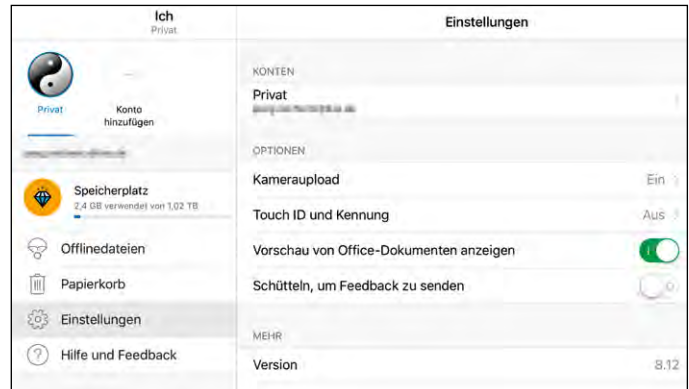 Ich
Privat
Privat
Konto
hinzufügen
Speicherplatz
2,4 GB verwendet von 1,02 TB
Offlinedateien
Papierkorb
Einstellungen
Hilfe und Feedback
Einstellungen
KONTEN
Privat
OPTIONEN
Kameraupload Ein
Touch ID und Kennung Aus
Vorschau von Office-Dokumenten anzeigen
Schütteln, um Feedback zu senden
MEHR
Version 8.12